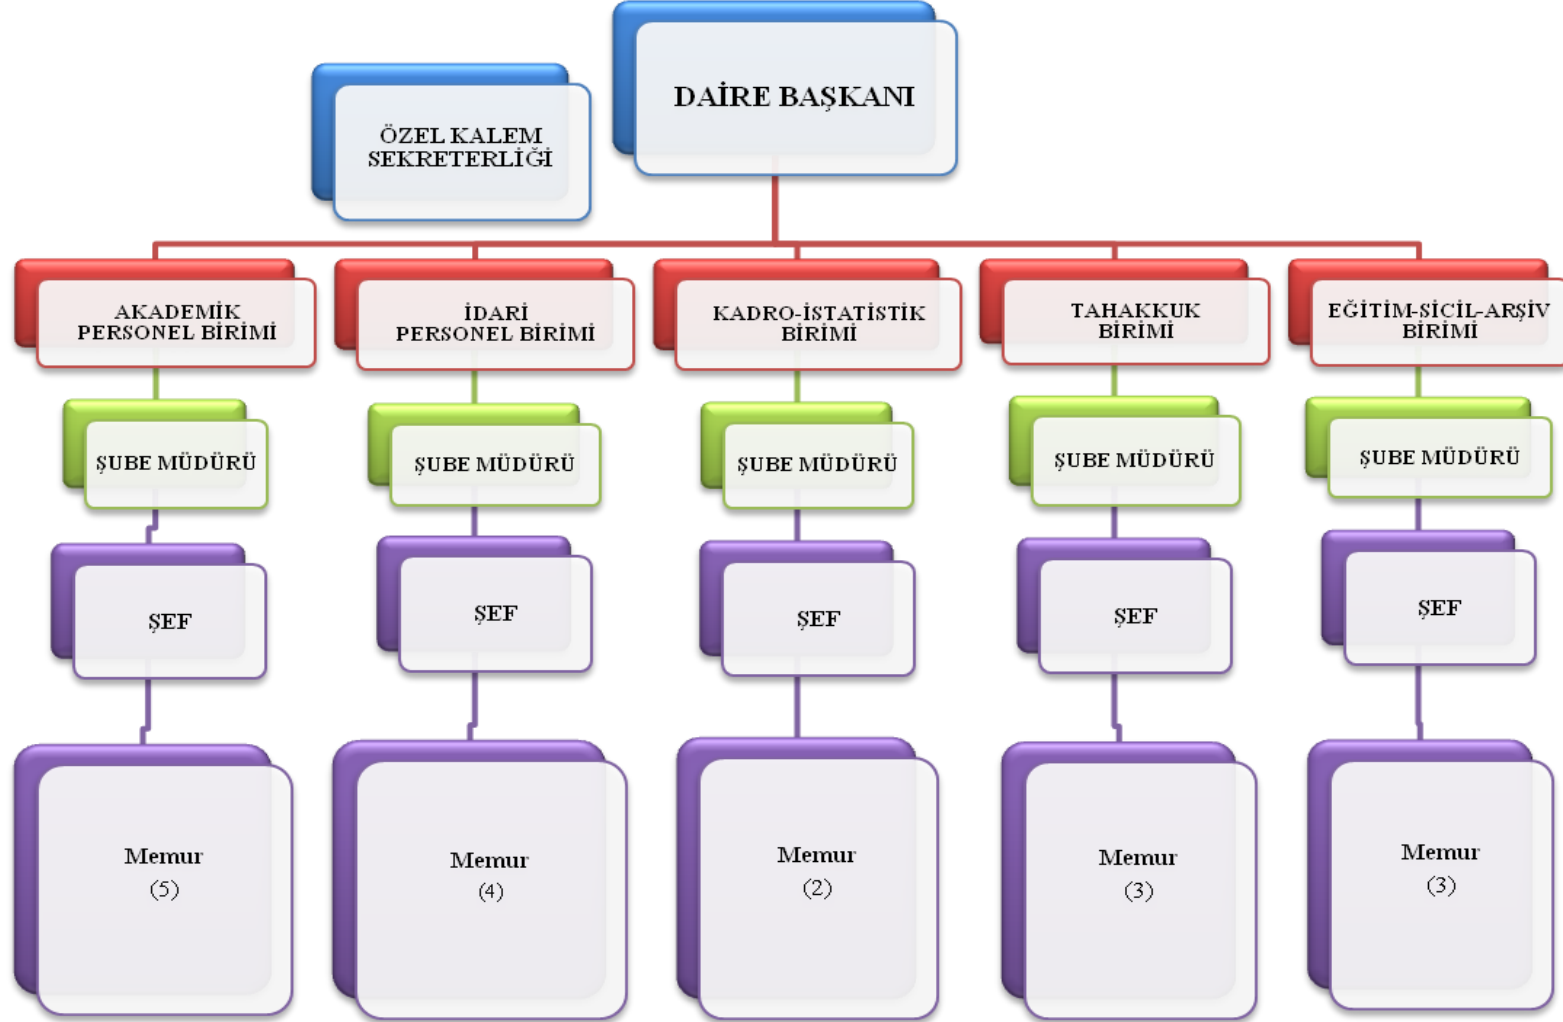 DAİRE BAŞKANI
ÖZEL KALEM
SEKRETERLİĞİ
AKADEMİK
PERSONEL BİRİMİ
İDARİ
PERSONEL BİRİMİ
KADRO-İSTATİSTİK
BİRİMİ
TAHAKKUK
BİRİMİ
EĞİTİM-SİCİL-ARŞİV
BİRİMİ
ŞUBE MÜDÜRÜ
ŞUBE MÜDÜRÜ
ŞUBE MÜDÜRÜ
ŞUBE MÜDÜRÜ
ŞUBE MÜDÜRÜ
ŞEF
ŞEF
ŞEF
ŞEF
ŞEF
Memur
(5)
Memur
(4)
Memur
(2)
Memur
(3)
Memur
(3)